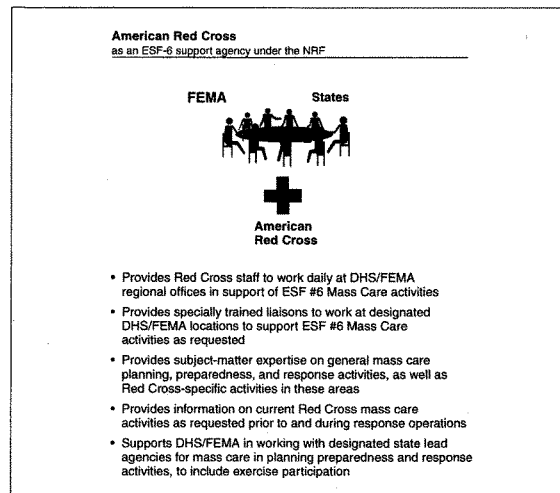 American Red Cross
as an ESF-6 support agency under the NRF
FEMA States
American
Red Cross
• Provides Red Cross staff to work daily at DHS/FEMA
regional offices in support of ESF #6 Mass Care activities
• Provides specially trained liaisons to work at designated
DHS/FEMA locations to support ESF #6 Mass Care
activities as requested
• Provides subject-matter expertise on general mass care
planning, preparedness, and response activities, as well as
Red Cross-specific activities in these areas
• Provides information on current Red Cross mass care
activities as requested prior to and during response operations
• Supports DHS/FEMA in working with designated state lead
agencies for mass care in planning preparedness and response
activities, to include exercise participation